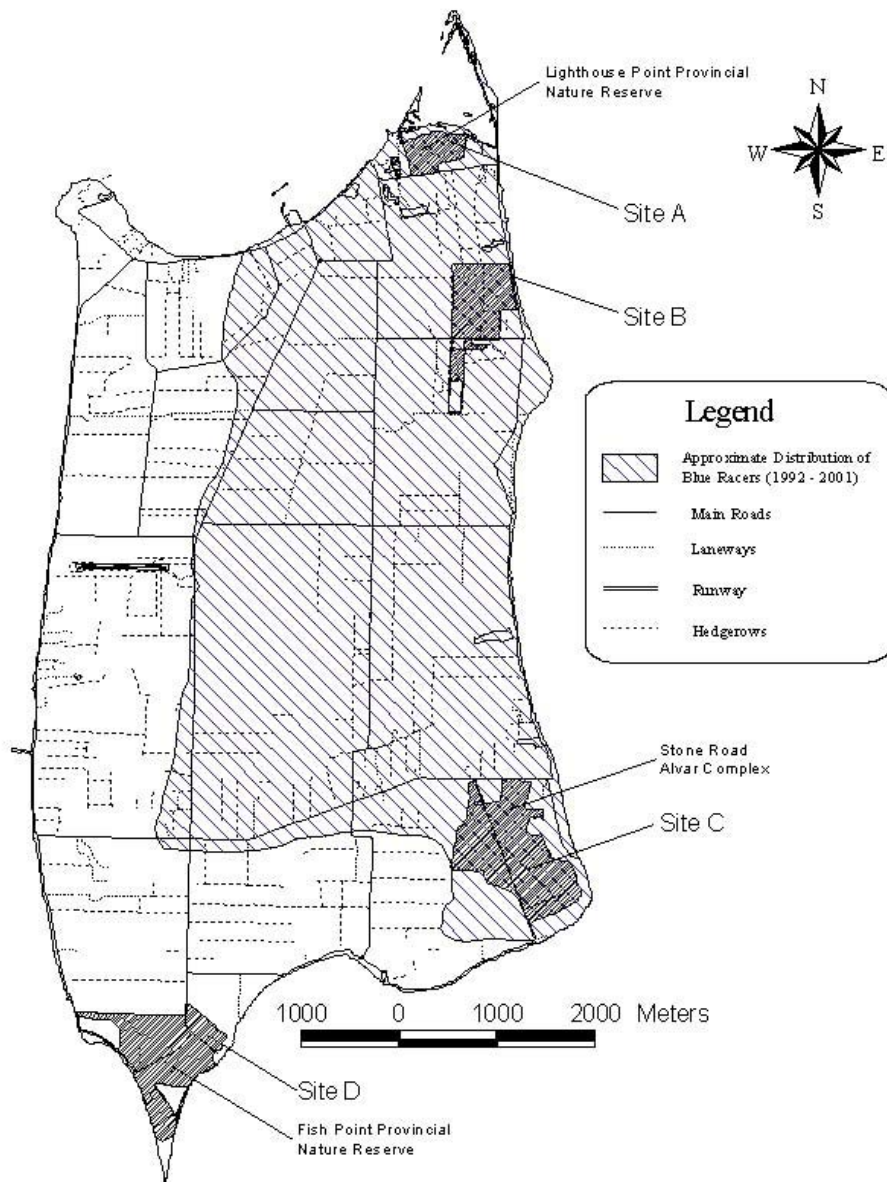 Lighthouse Point Provincial
Nature Reserve
N
W E
S
Site A
Site B
Legend
Approximate Distribution of
Blue Racers (1992 - 2001)
Main Roads
Laneways
Runway
Hedgerows
Stone Road
Alvar Complex
Site C
1000 0 1000 2000 Meters
Site D
Fish Point Provincial
Nature Reserve